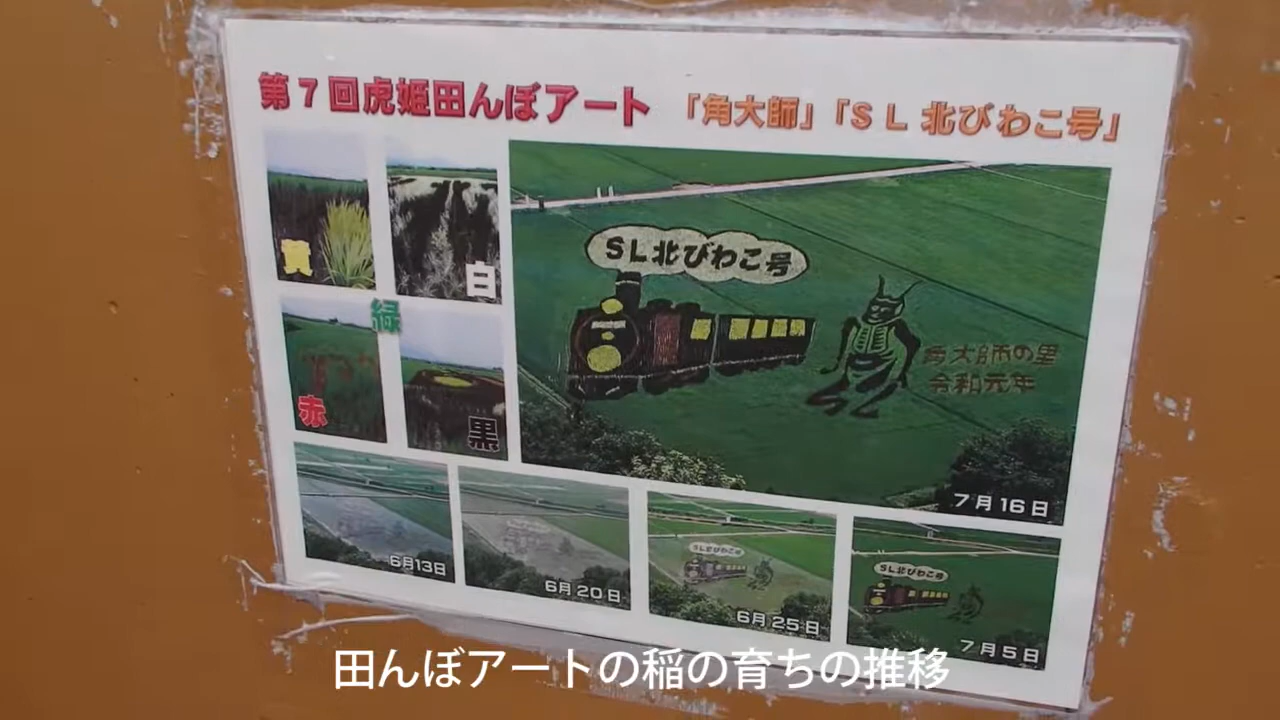 第7回虎姫田んぼアート 「角大師」「SL北びわこ号」
黄
白
緑
赤
黒
SL北びわこ号
角大師の里
令和元年
7月16日
6月13日
6月20日
SL北びわこ号
6月25日
SL北びわこ号
7月5日
田んぼアートの稲の育ちの推移